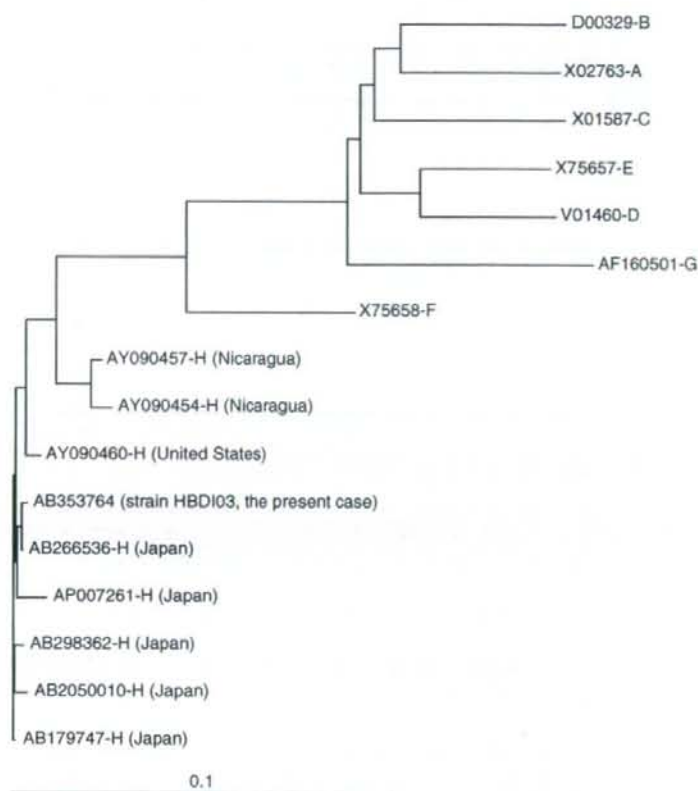 D00329-B
X02763-A
X01587-C
X75657-E
V01460-D
AF160501-G
X75658-F
AY090457-H (Nicaragua)
AY090454-H (Nicaragua)
AY090460-H (United States)
AB353764 (strain HBDI03, the present case)
AB266536-H (Japan)
AP007261-H (Japan)
AB298362-H (Japan)
AB2050010-H (Japan)
AB179747-H (Japan)
0.1